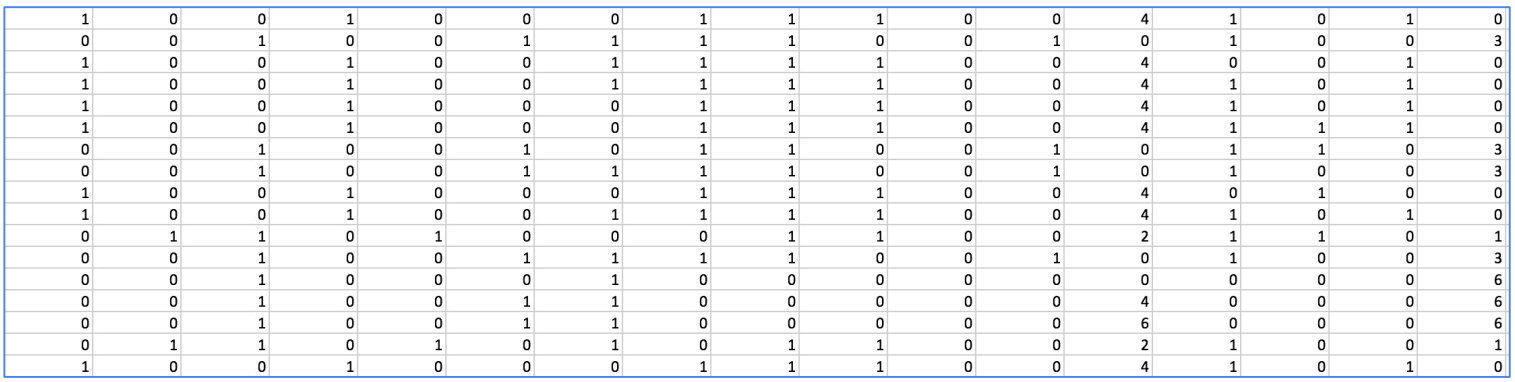 1 0 0 1 0 0 0 1 1 1 0 0 4 1 0 1 0
0 0 1 0 0 1 1 1 1 0 0 1 0 1 0 0 3
1 0 0 1 0 0 1 1 1 1 0 0 4 0 0 1 0
1 0 0 1 0 0 1 1 1 1 0 0 4 1 0 1 0
1 0 0 1 0 0 0 1 1 1 0 0 4 1 0 1 0
1 0 0 1 0 0 0 1 1 1 0 0 4 1 1 1 0
0 0 1 0 0 1 0 1 1 0 0 1 0 1 1 0 3
0 0 1 0 0 1 1 1 1 0 0 1 0 1 0 0 3
1 0 0 1 0 0 0 1 1 1 0 0 4 0 1 0 0
1 0 0 1 0 0 1 1 1 1 0 0 4 1 0 1 0
0 1 1 0 1 0 0 0 1 1 0 0 2 1 1 0 1
0 0 1 0 0 1 1 1 1 0 0 1 0 1 0 0 3
0 0 1 0 0 0 1 0 0 0 0 0 0 0 0 0 6
0 0 1 0 0 1 1 0 0 0 0 0 4 0 0 0 6
0 0 1 0 0 1 1 0 0 0 0 0 6 0 0 0 6
0 1 1 0 1 0 1 0 1 1 0 0 2 1 0 0 1
1 0 0 1 0 0 0 1 1 1 0 0 4 1 0 1 0